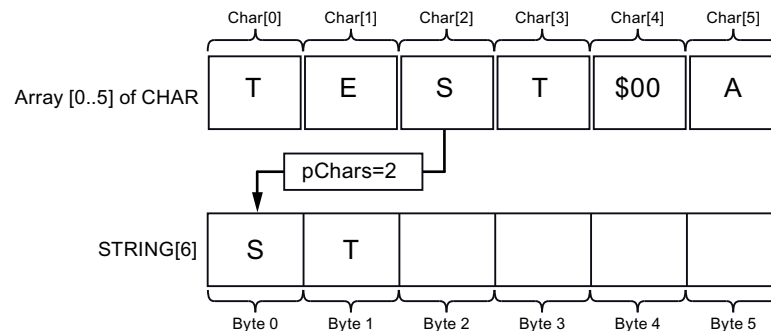 Char[0] Char[1] Char[2] Char[3] Char[4] Char[5]
Array [0..5] of CHAR T E S T $00 A
pChars=2
STRING[6] S T
Byte 0 Byte 1 Byte 2 Byte 3 Byte 4 Byte 5